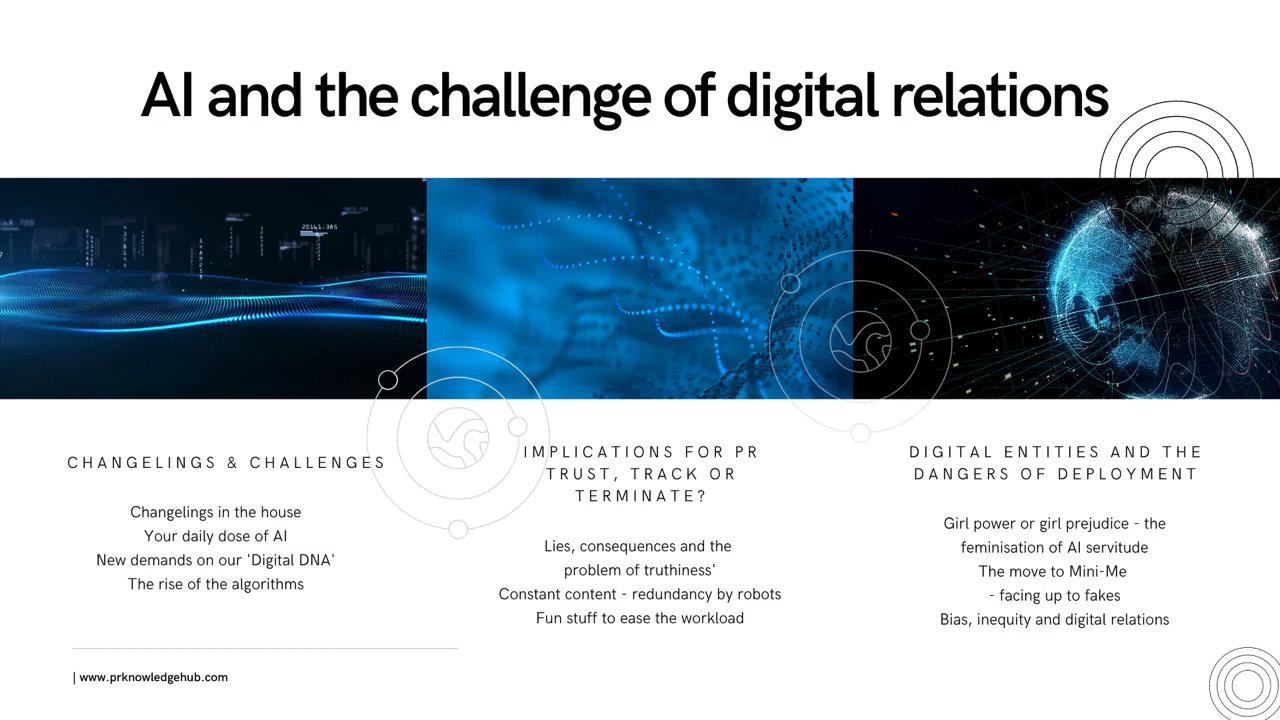 AI and the challenge of digital relations
20161.385
CHANGELINGS & CHALLENGES
Changelings in the house
Your daily dose of AI
New demands on our 'Digital DNA'
The rise of the algorithms
IMPLICATIONS FOR PR
TRUST, TRACK OR
TERMINATE?
Lies, consequences and the
problem of truthiness'
Constant content - redundancy by robots
Fun stuff to ease the workload
DIGITAL ENTITIES AND THE
DANGERS OF DEPLOYMENT
Girl power or girl prejudice - the
feminisation of AI servitude
The move to Mini-Me
- facing up to fakes
Bias, inequity and digital relations
| www.prknowledgehub.com